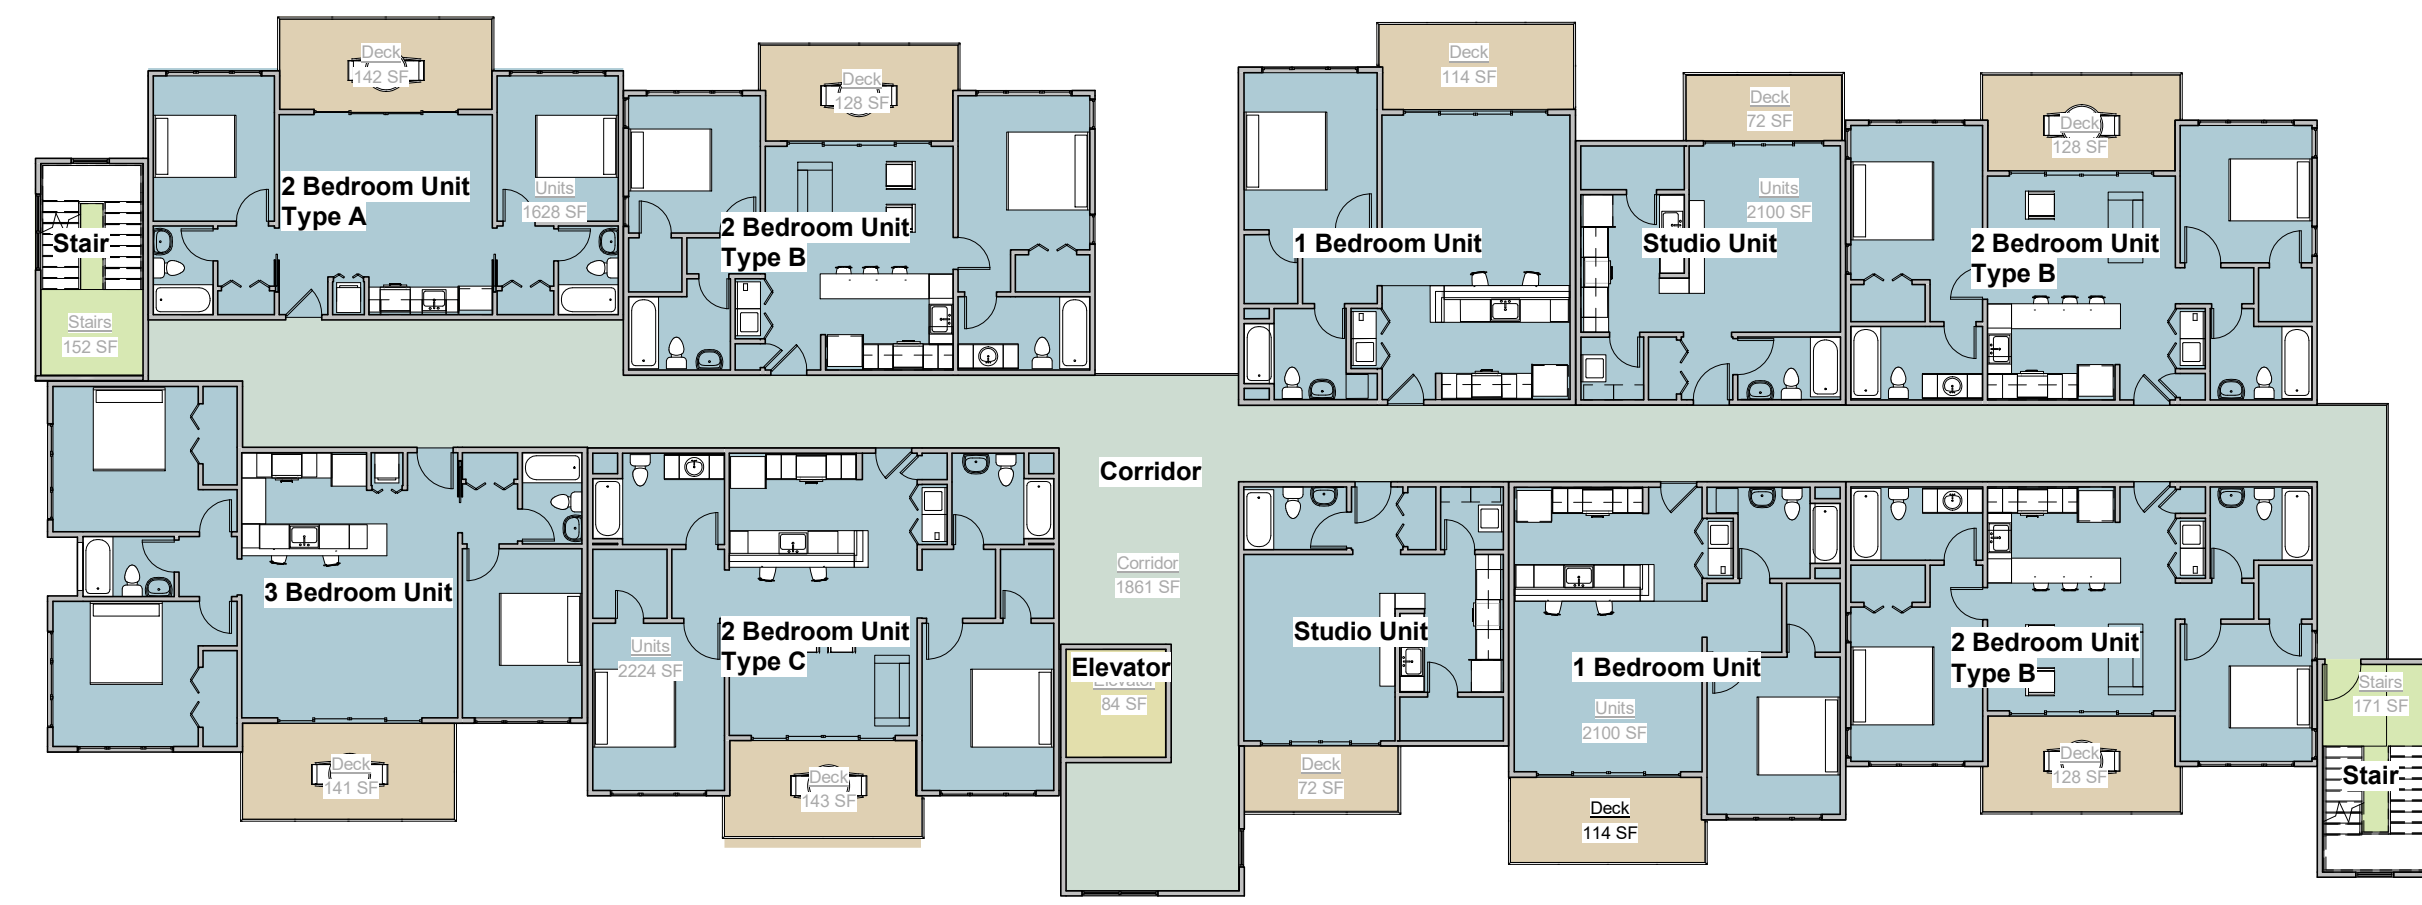 Deck
142 SF
Deck
128 SF
Deck
114 SF
Deck
72 SF
Deck
128 SF
2 Bedroom Unit
Type A
Units
1628 SF
2 Bedroom Unit
Type B
1 Bedroom Unit
Units
2100 SF
Studio Unit
2 Bedroom Unit
Type B
Stair
Stairs
152 SF
Corridor
Corridor
1861 SF
3 Bedroom Unit
2 Bedroom Unit
Type C
Units
2224 SF
Elevator
Elevator
84 SF
Studio Unit
1 Bedroom Unit
Units
2100 SF
2 Bedroom Unit
Type B
Stairs
171 SF
Stair
Deck
141 SF
Deck
143 SF
Deck
72 SF
Deck
114 SF
Deck
128 SF